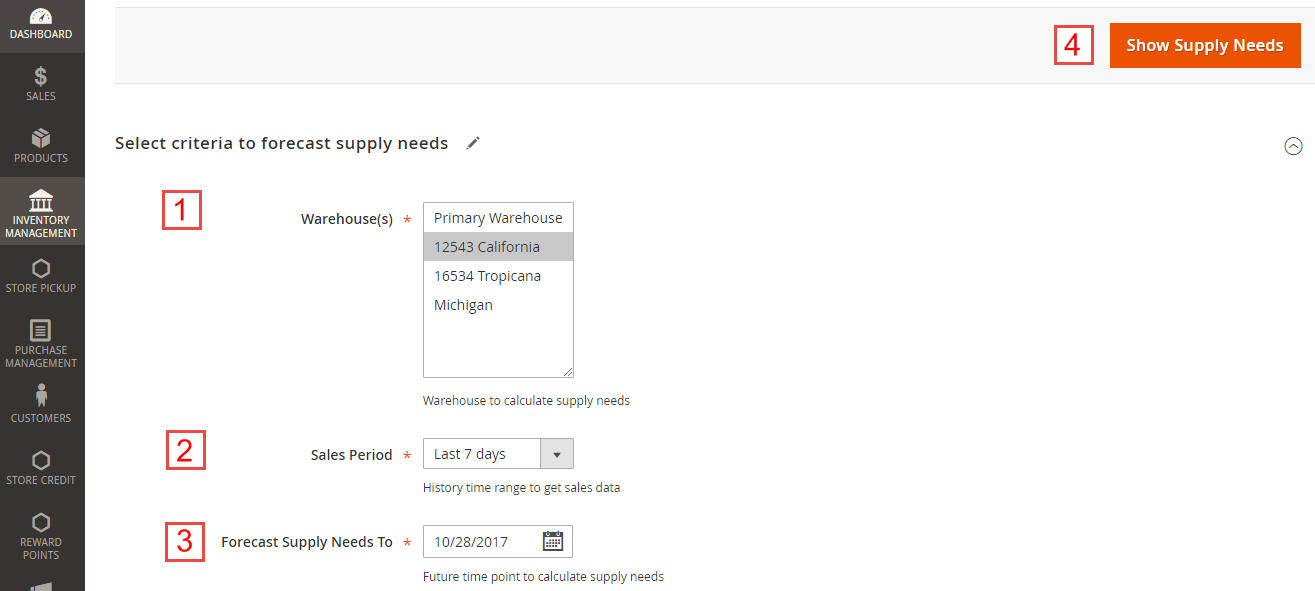 DASHBOARD
SALES
PRODUCTS
INVENTORY
MANAGEMENT
STORE PICKUP
PURCHASE
MANAGEMENT
CUSTOMERS
STORE CREDIT
REWARD
POINTS
4 Show Supply Needs
Select criteria to forecast supply needs
1 Warehouse(s) * Primary Warehouse
12543 California
16534 Tropicana
Michigan
Warehouse to calculate supply needs
2 Sales Period * Last 7 days
History time range to get sales data
3 Forecast Supply Needs To * 10/28/2017
Future time point to calculate supply needs